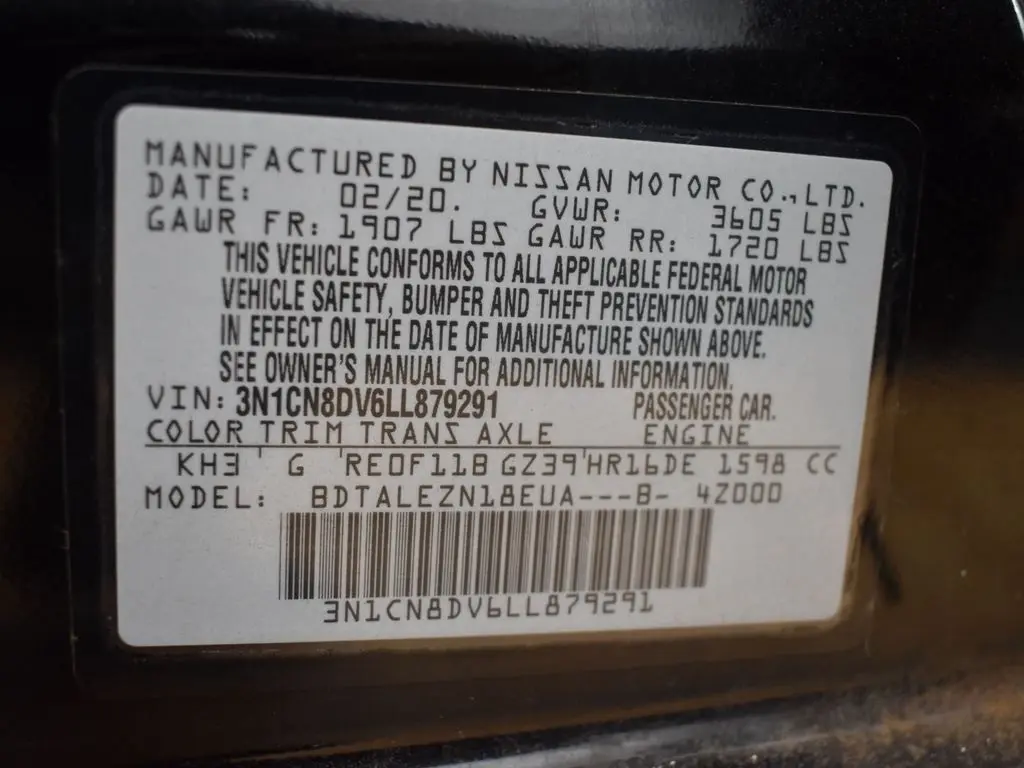 MANUFACTURED BY NISSAN MOTOR CO.,LTD.
DATE: 02/20. GVWR: 3605 LBS
GAWR FR: 1907 LBS GAWR RR: 1720 LBS
THIS VEHICLE CONFORMS TO ALL APPLICABLE FEDERAL MOTOR
VEHICLE SAFETY, BUMPER AND THEFT PREVENTION STANDARDS
IN EFFECT ON THE DATE OF MANUFACTURE SHOWN ABOVE.
SEE OWNER'S MANUAL FOR ADDITIONAL INFORMATION.
VIN: 3N1CN8DV6LL879291 PASSENGER CAR.
COLOR TRIM TRANS AXLE ENGINE
KH3 ' G 'RE0F11B GZ39'HR16DE 1598 CC
MODEL: BDTALEZN18EUA---B- 4Z000
3N1CN8DV6LL879291